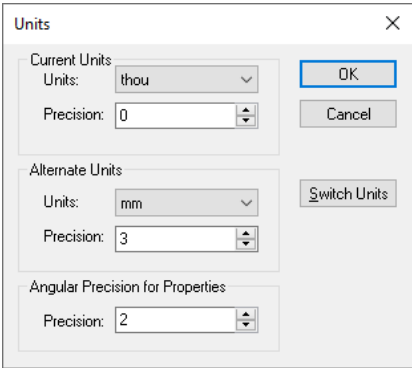 Units
Current Units
Units: thou
Precision: 0
OK
Cancel
Alternate Units
Units: mm
Precision: 3
Switch Units
Angular Precision for Properties
Precision: 2